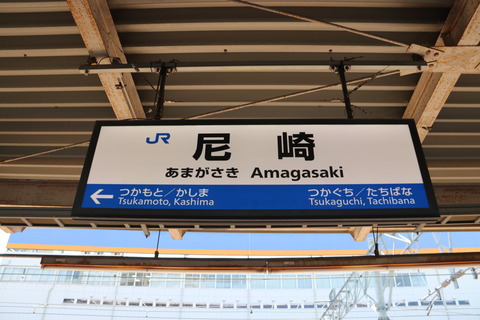 JR 尼崎
あまがさき Amagasaki
← つかもと／かしま つかぐち／たちばな
Tsukamoto, Kashima Tsukaguchi, Tachibana